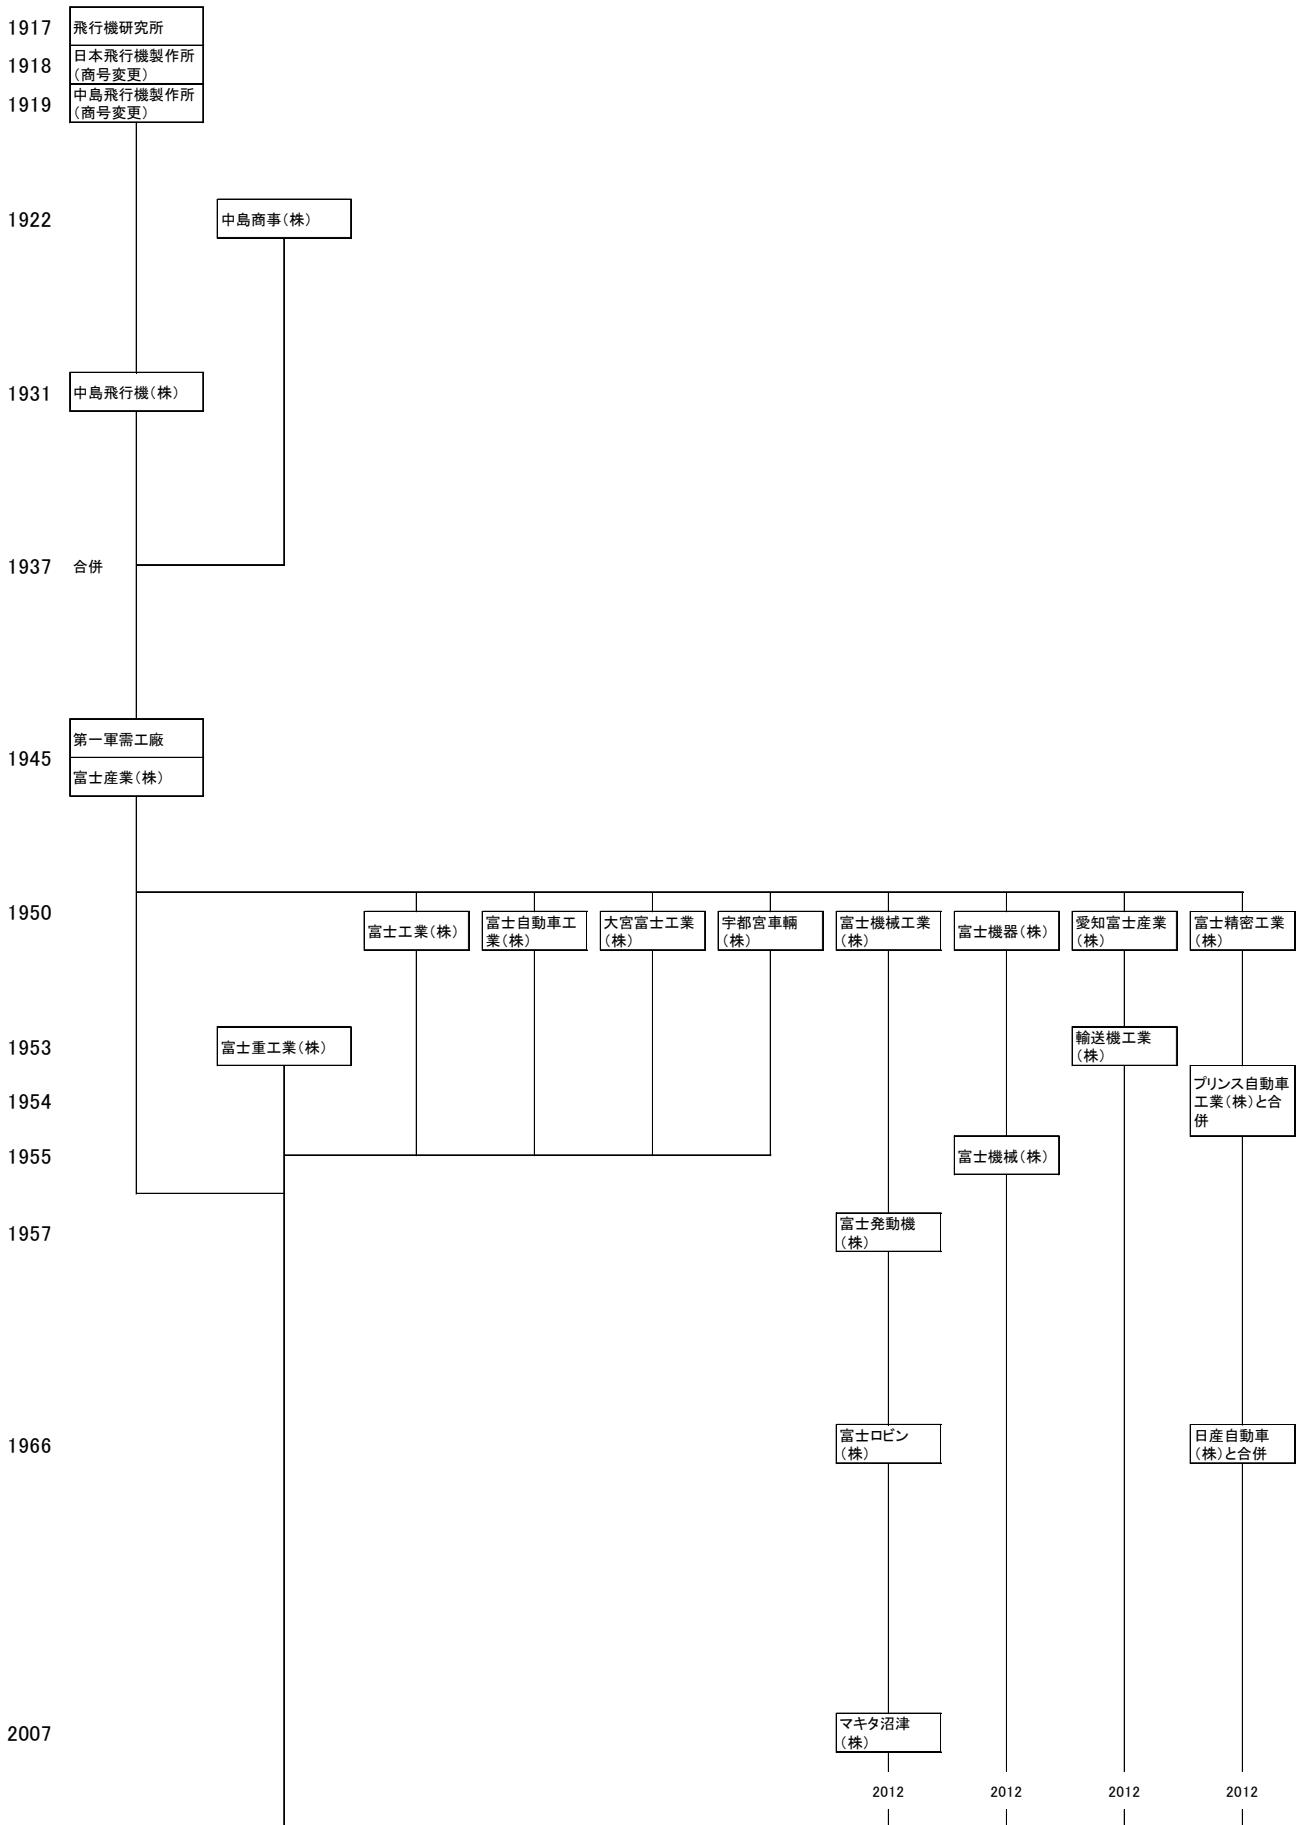 1917
飛行機研究所
1918
日本飛行機製作所
(商号変更)
1919
中島飛行機製作所
(商号変更)
1922
中島商事(株)
1931
中島飛行機(株)
1937
合併
1945
第一軍需工廠
富士産業(株)
1950
富士工業(株)
富士自動車工
業(株)
大宮富士工業
(株)
宇都宮車輛
(株)
富士機械工業
(株)
富士機器(株)
愛知富士産業
(株)
富士精密工業
(株)
1953
富士重工業(株)
輸送機工業
(株)
1954
プリンス自動車
工業(株)と合
併
1955
富士機械(株)
1957
富士発動機
(株)
1966
富士ロビン
(株)
日産自動車
(株)と合併
2007
マキタ沼津
(株)
2012
2012
2012
2012